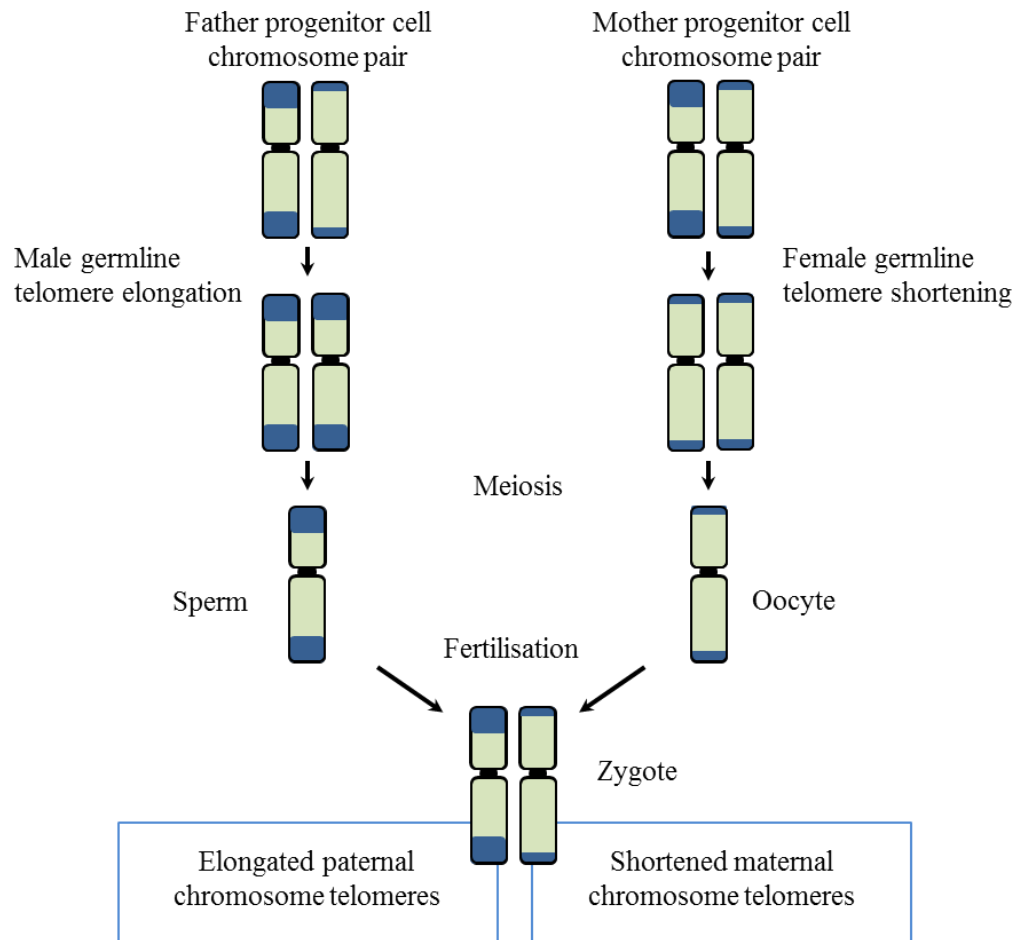 Father progenitor cell
chromosome pair
Mother progenitor cell
chromosome pair
Male germline
telomere elongation
Female germline
telomere shortening
Meiosis
Sperm
Oocyte
Fertilisation
Zygote
Elongated paternal
chromosome telomeres
Shortened maternal
chromosome telomeres